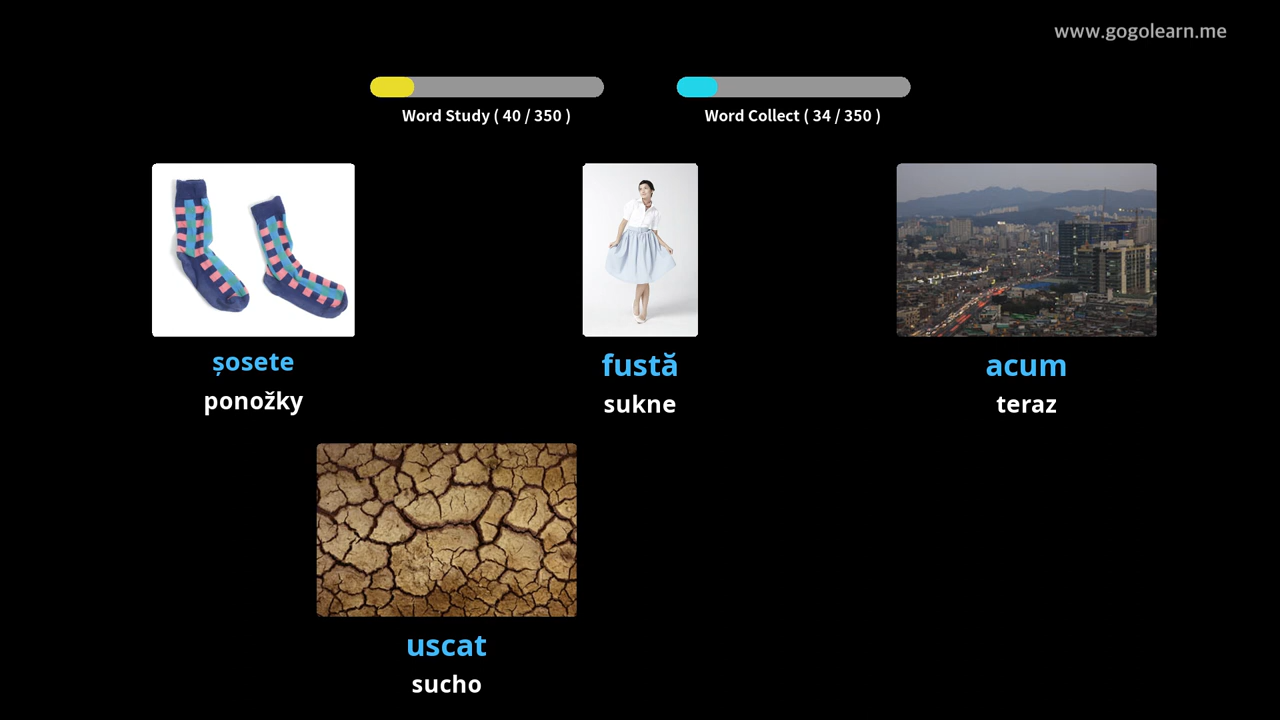 www.gogolearn.me
Word Study ( 40 / 350 )
Word Collect ( 34 / 350 )
șosete
ponožky
fustă
sukne
acum
teraz
uscat
sucho